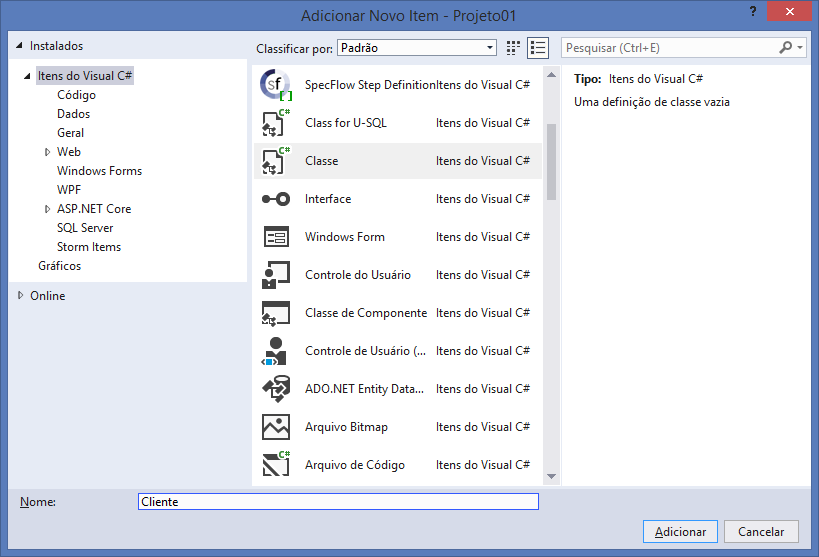 Adicionar Novo Item - Projeto01
?
Instalados
Itens do Visual C#
Código
Dados
Geral
Web
Windows Forms
WPF
ASP.NET Core
SQL Server
Storm Items
Gráficos
Online
Classificar por: Padrão
Pesquisar (Ctrl+E)
sf [] SpecFlow Step Definition Itens do Visual C#
C# Class for U-SQL Itens do Visual C#
C# Classe Itens do Visual C#
Interface Itens do Visual C#
Windows Form Itens do Visual C#
Controle do Usuário Itens do Visual C#
Classe de Componente Itens do Visual C#
Controle de Usuário (... Itens do Visual C#
ADO.NET Entity Data... Itens do Visual C#
Arquivo Bitmap Itens do Visual C#
C# Arquivo de Código Itens do Visual C#
Tipo: Itens do Visual C#
Uma definição de classe vazia
Nome: Cliente
Adicionar Cancelar